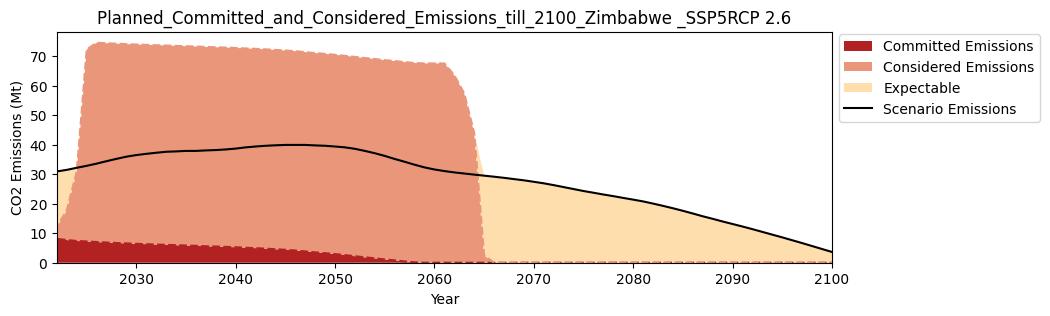 Planned_Committed_and_Considered_Emissions_till_2100_Zimbabwe _SSP5RCP 2.6
CO2 Emissions (Mt)
70
60
50
40
30
20
10
0
2030 2040 2050 2060 2070 2080 2090 2100
Year
Committed Emissions
Considered Emissions
Expectable
Scenario Emissions